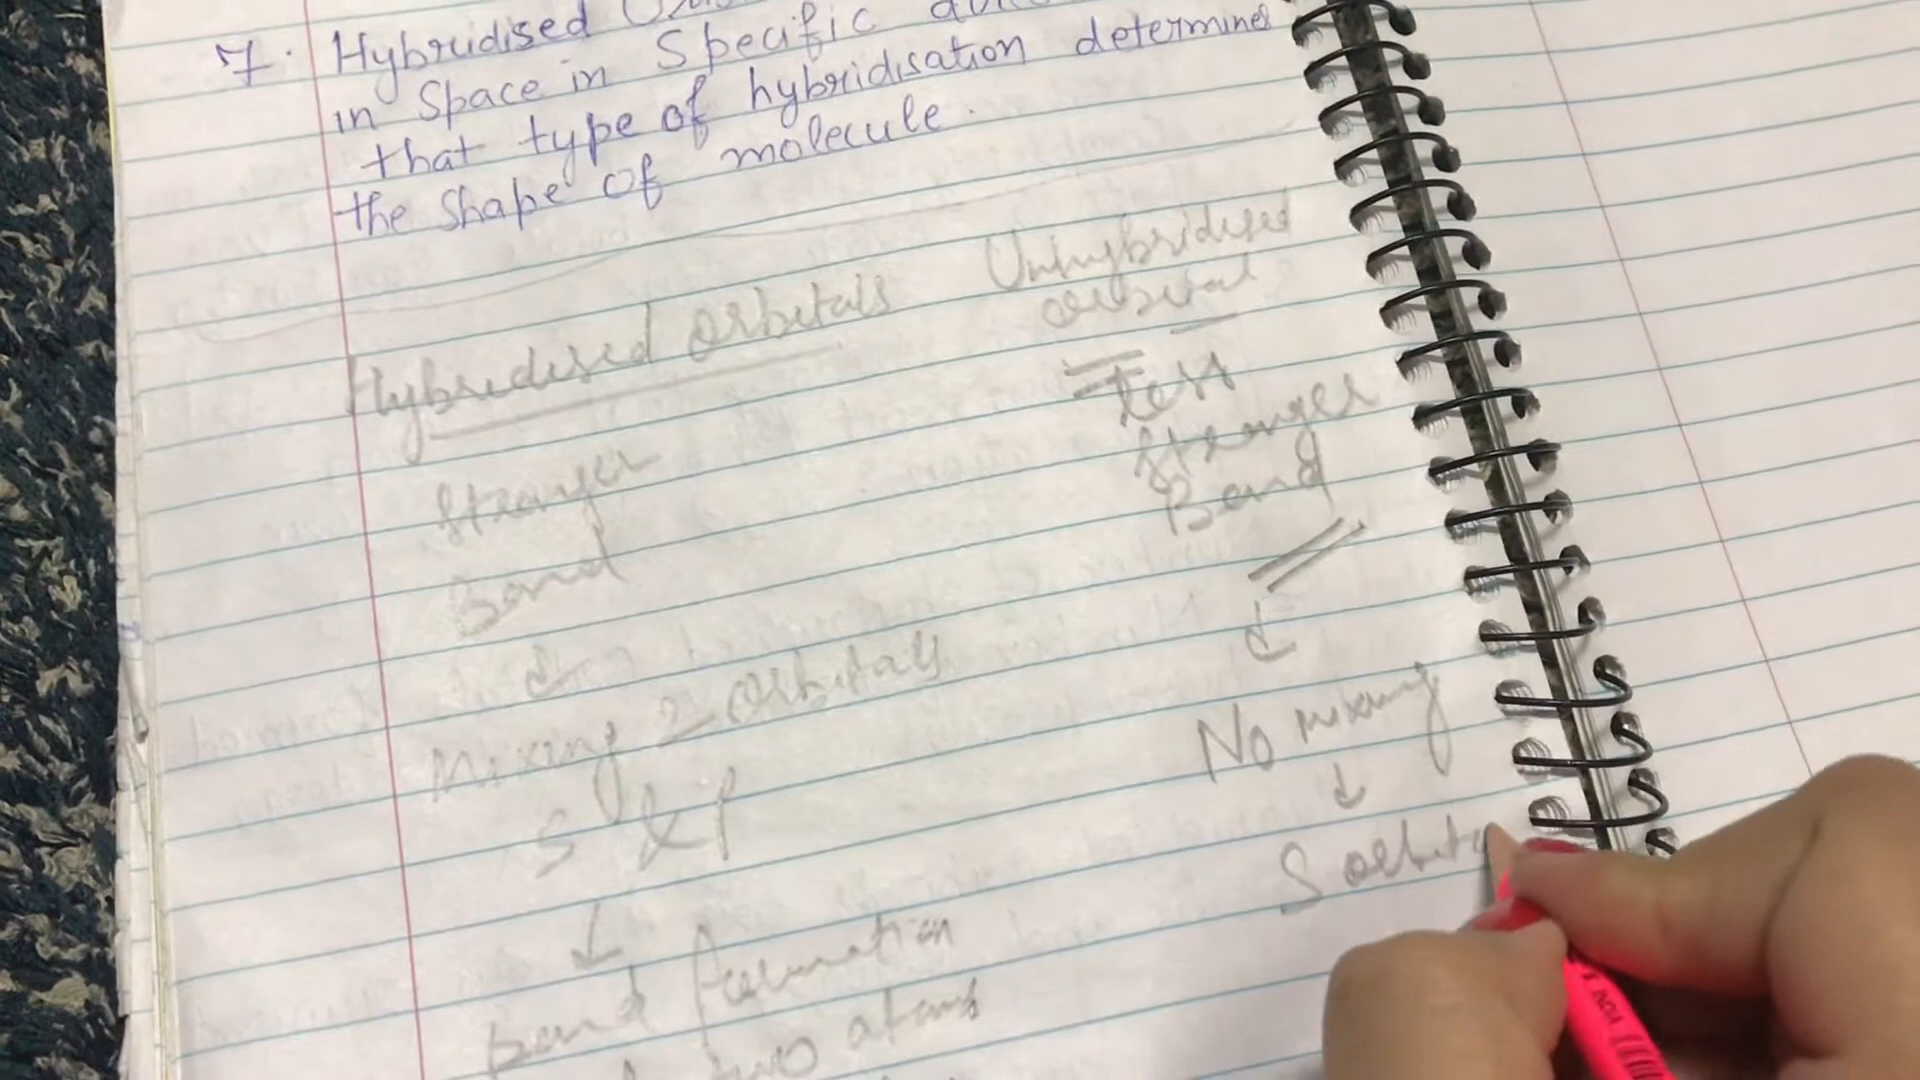 7. Hybridised
in Space in Specific
that type of hybridisation determines
the Shape of molecule.
Hybridised orbitals
Unhybridised
orbital
Less
Stronger
Bond
Stronger
Bond
Mixing 2 orbitals
S & P
bond formation
two atoms
No mixing
S orbita